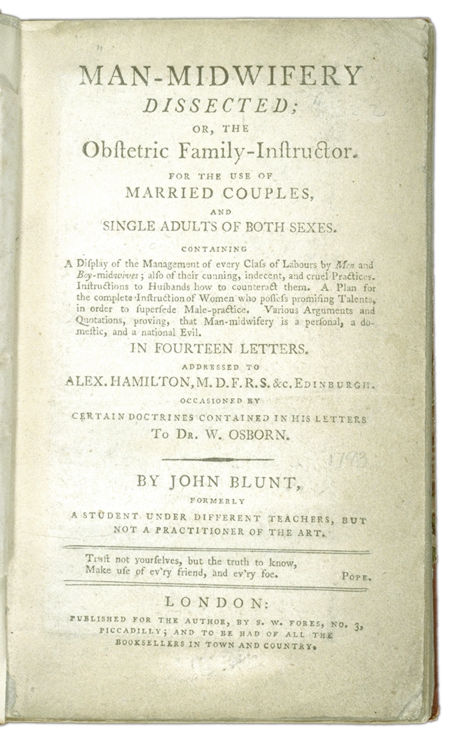 MAN-MIDWIFERY
DISSECTED;
OR, THE
Obſtetric Family-Inſtructor.
FOR THE USE OF
MARRIED COUPLES,
AND
SINGLE ADULTS OF BOTH SEXES.
CONTAINING
A Diſplay of the Management of every Claſs of Labours by Men and
Boy-midwives; alſo of their cunning, indecent, and cruel Practices.
Inſtructions to Huſbands how to counteract them. A Plan for
the complete Inſtruction of Women who poſſeſs promiſing Talents,
in order to ſuperſede Male-practice. Various Arguments and
Quotations, proving, that Man-midwifery is a perſonal, a do-
meſtic, and a national Evil.
IN FOURTEEN LETTERS.
ADDRESSED TO
ALEX. HAMILTON, M. D. F. R. S. &c. EDINBURGH.
OCCASIONED BY
CERTAIN DOCTRINES CONTAINED IN HIS LETTERS
TO DR. W. OSBORN.
1793
BY JOHN BLUNT,
FORMERLY
A STUDENT UNDER DIFFERENT TEACHERS, BUT
NOT A PRACTITIONER OF THE ART.
Truſt not yourſelves, but the truth to know,
Make uſe of ev'ry friend, and ev'ry foe. POPE.
LONDON:
PUBLISHED FOR THE AUTHOR, BY S. W. FORES, NO. 3,
PICCADILLY; AND TO BE HAD OF ALL THE
BOOKSELLERS IN TOWN AND COUNTRY.